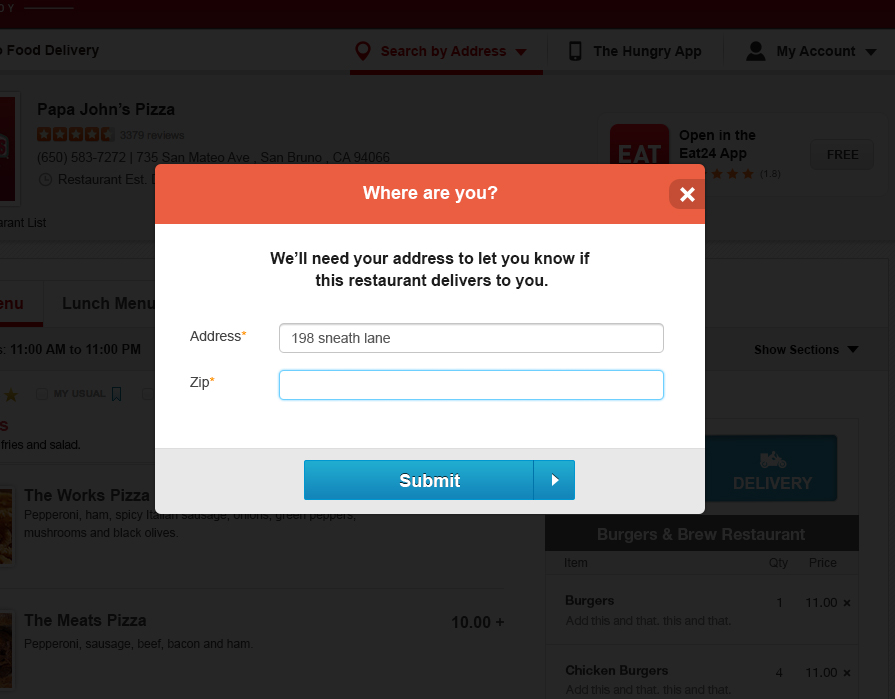 DY
Food Delivery
Search by Address
The Hungry App
My Account
Papa John's Pizza
3379 reviews
(650) 583-7272 | 735 San Mateo Ave , San Bruno , CA 94066
Restaurant Est.
EAT
Open in the
Eat24 App
(1.8)
FREE
rant List
Where are you?
We'll need your address to let you know if
this restaurant delivers to you.
Address*
198 sneath lane
Zip*
Submit
enu
Lunch Menu
s: 11:00 AM to 11:00 PM
Show Sections
MY USUAL
s
fries and salad.
The Works Pizza
Pepperoni, ham, spicy Italian sausage, onions, green peppers,
mushrooms and black olives.
The Meats Pizza
10.00 +
Pepperoni, sausage, beef, bacon and ham.
DELIVERY
Burgers & Brew Restaurant
Item Qty Price
Burgers 1 11.00 ×
Add this and that. this and that.
Chicken Burgers 4 11.00 ×
Add this and that. this and that.